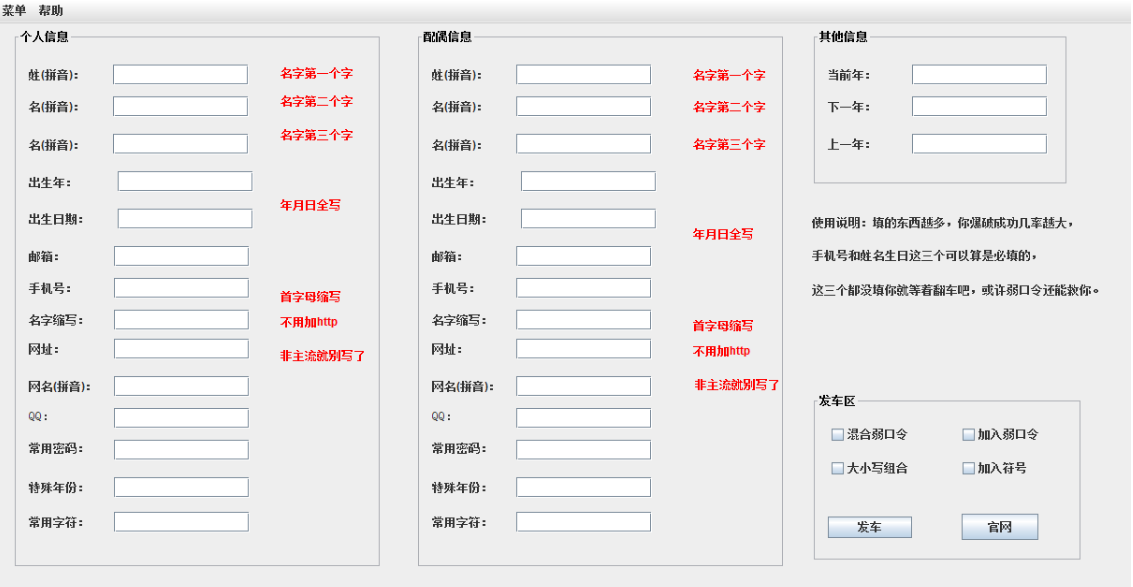 菜单 帮助
个人信息
姓(拼音): 名字第一个字
名(拼音): 名字第二个字
名(拼音): 名字第三个字
出生年:
出生日期: 年月日全写
邮箱:
手机号: 首字母缩写
名字缩写: 不用加http
网址: 非主流就别写了
网名(拼音):
QQ:
常用密码:
特殊年份:
常用字符:
配偶信息
姓(拼音): 名字第一个字
名(拼音): 名字第二个字
名(拼音): 名字第三个字
出生年:
出生日期: 年月日全写
邮箱:
手机号:
名字缩写: 首字母缩写
网址: 不用加http
网名(拼音): 非主流就别写了
QQ:
常用密码:
特殊年份:
常用字符:
其他信息
当前年:
下一年:
上一年:
使用说明:填的东西越多,你爆破成功几率越大,
手机号和姓名生日这三个可以算是必填的,
这三个都没填你就等着翻车吧,或许弱口令还能救你。
发车区
混合弱口令 加入弱口令
大小写组合 加入符号
发车 官网